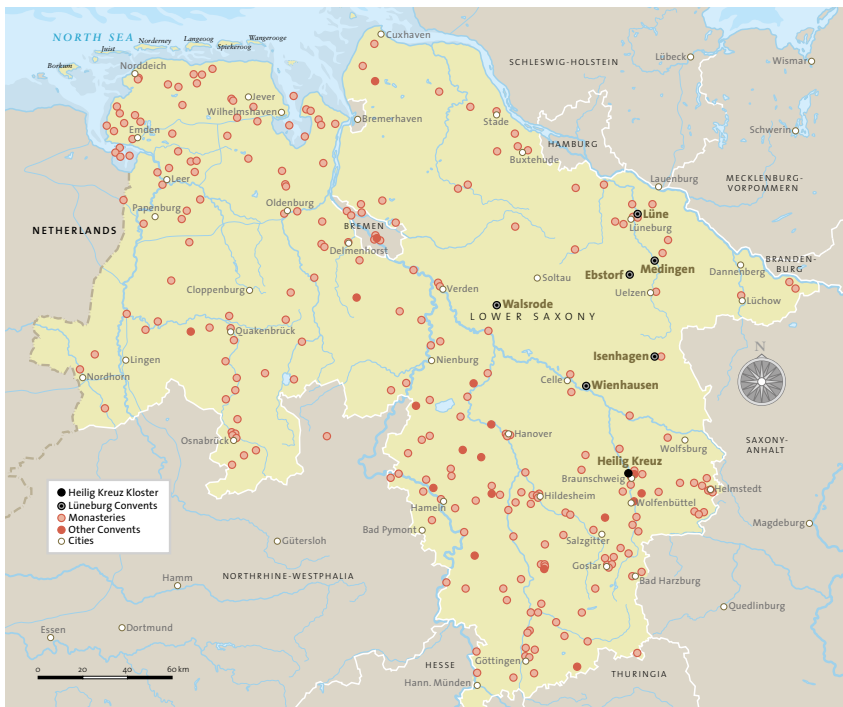 NORTH SEA
Cuxhaven
Wangerooge
Langeoog
Norderney
Spiekeroog
Juist
Borkum
Norddeich
SCHLESWIG-HOLSTEIN
Lübeck
Wismar
Jever
Wilhelmshaven
Bremerhaven
Stade
Emden
HAMBURG
Schwerin
Buxtehude
MECKLENBURG-
VORPOMMERN
Leer
Lauenburg
Papenburg
Oldenburg
Lüne
Lüneburg
NETHERLANDS
BREMEN
Delmenhorst
BRANDEN-
BURG
Medingen
Dannenberg
Ebstorf
Soltau
Cloppenburg
Verden
Uelzen
Lüchow
Walsrode
LOWER SAXONY
Quakenbrück
N
Lingen
Nienburg
Isenhagen
Nordhorn
Celle
Wienhausen
Osnabrück
Hanover
Wolfsburg
SAXONY-
ANHALT
Heilig Kreuz
Braunschweig
Helmstedt
Hildesheim
Wolfenbüttel
Hameln
Magdeburg
Bad Pymont
Salzgitter
Heilig Kreuz Kloster
Lüneburg Convents
Monasteries
Other Convents
Cities
Gütersloh
Goslar
Bad Harzburg
NORTHRHINE-WESTPHALIA
Hamm
Quedlinburg
Essen
Dortmund
HESSE
Göttingen
THURINGIA
Hann. Münden
0 20 40 60 km